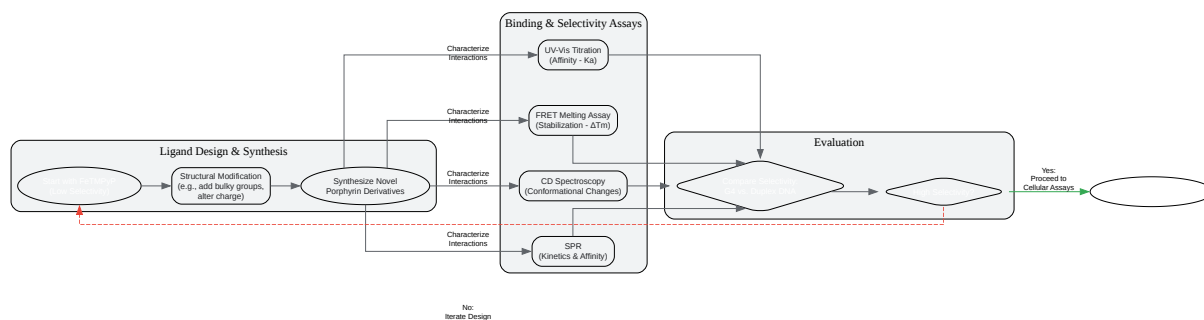 Binding & Selectivity Assays
Characterize
Interactions
UV-Vis Titration
(Affinity - Ka)
Characterize
Interactions
FRET Melting Assay
(Stabilization - ΔTm)
Ligand Design & Synthesis
Evaluation
Structural Modification
(e.g., add bulky groups,
alter charge)
Synthesize Novel
Porphyrin Derivatives
Characterize
Interactions
CD Spectroscopy
(Conformational Changes)
Yes:
Proceed to
Cellular Assays
Characterize
Interactions
SPR
(Kinetics & Affinity)
No:
Iterate Design